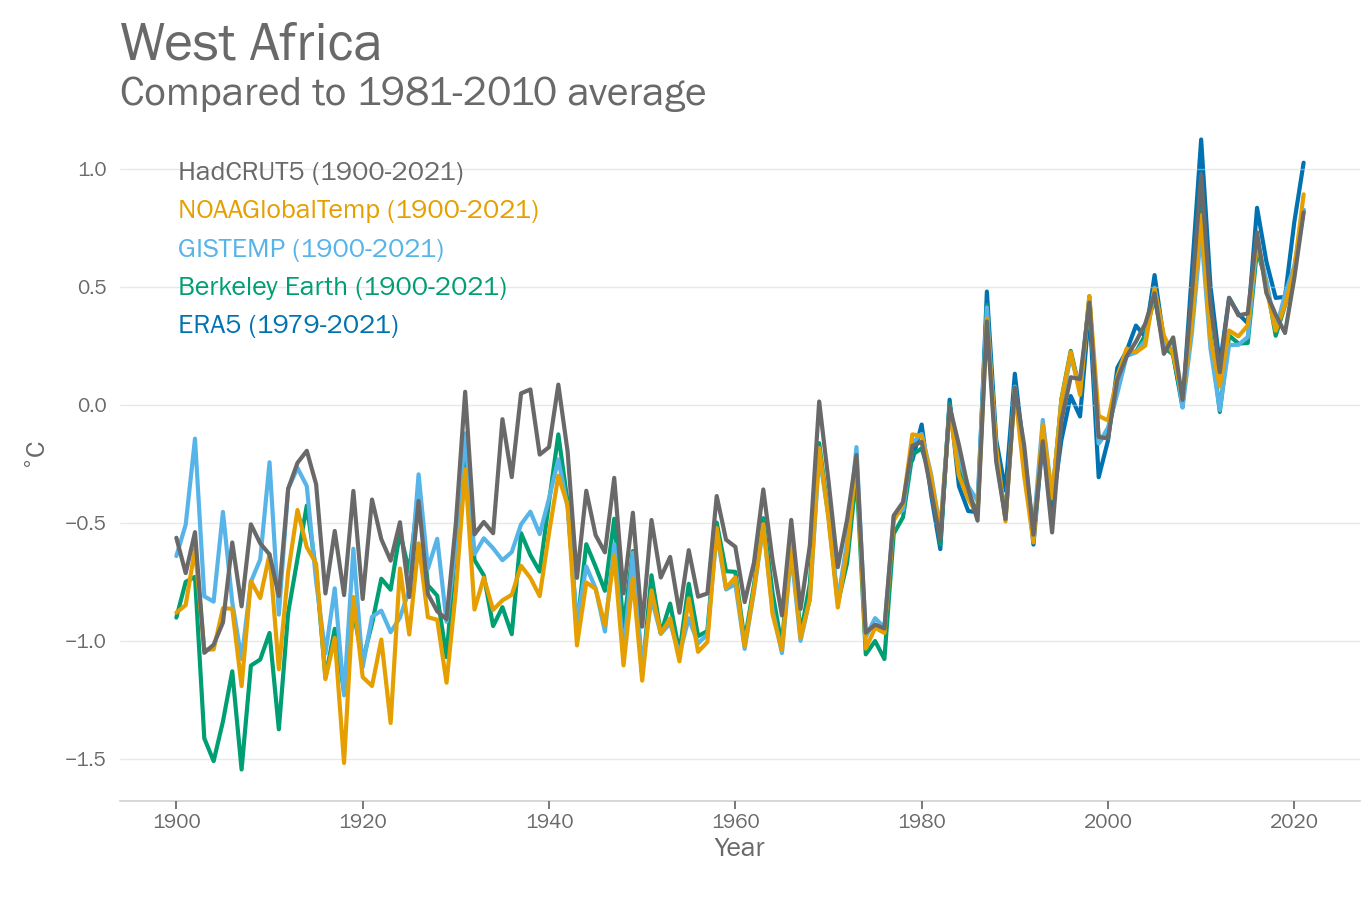 West Africa
Compared to 1981-2010 average
HadCRUT5 (1900-2021)
NOAAGlobalTemp (1900-2021)
GISTEMP (1900-2021)
Berkeley Earth (1900-2021)
ERA5 (1979-2021)
°C
1.0
0.5
0.0
−0.5
−1.0
−1.5
1900 1920 1940 1960 1980 2000 2020
Year